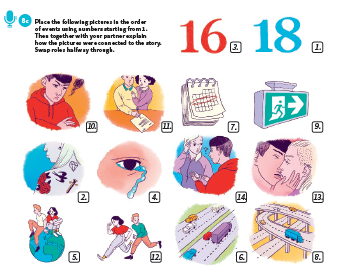 8c Place the following pictures in the order
of events using numbers starting from 1.
Then together with your partner explain
how the pictures were connected to the story.
Swap roles halfway through.
16 3. 18 1.
10. 11. 7. 9.
2. 4. 14. 13.
5. 12. 6. 8.